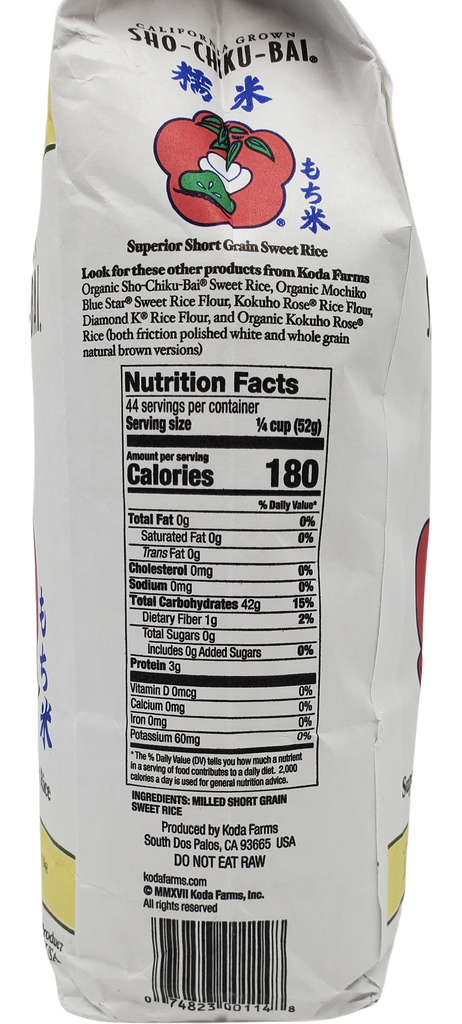 CALIFORNIA GROWN
SHO-CHIKU-BAI®
糯米
もち米
®
Superior Short Grain Sweet Rice
Look for these other products from Koda Farms
Organic Sho-Chiku-Bai® Sweet Rice, Organic Mochiko
Blue Star® Sweet Rice Flour, Kokuho Rose® Rice Flour,
Diamond K® Rice Flour, and Organic Kokuho Rose®
Rice (both friction polished white and whole grain
natural brown versions)
Nutrition Facts
44 servings per container
Serving size ¼ cup (52g)
Amount per serving
Calories 180
% Daily Value*
Total Fat 0g 0%
Saturated Fat 0g 0%
Trans Fat 0g
Cholesterol 0mg 0%
Sodium 0mg 0%
Total Carbohydrates 42g 15%
Dietary Fiber 1g 2%
Total Sugars 0g
Includes 0g Added Sugars 0%
Protein 3g
Vitamin D 0mcg 0%
Calcium 0mg 0%
Iron 0mg 0%
Potassium 60mg 0%
*The % Daily Value (DV) tells you how much a nutrient
in a serving of food contributes to a daily diet. 2,000
calories a day is used for general nutrition advice.
INGREDIENTS: MILLED SHORT GRAIN
SWEET RICE
Produced by Koda Farms
South Dos Palos, CA 93665 USA
DO NOT EAT RAW
kodafarms.com
© MMXVII Koda Farms, Inc.
All rights reserved
0 74823 00114 8
もち米